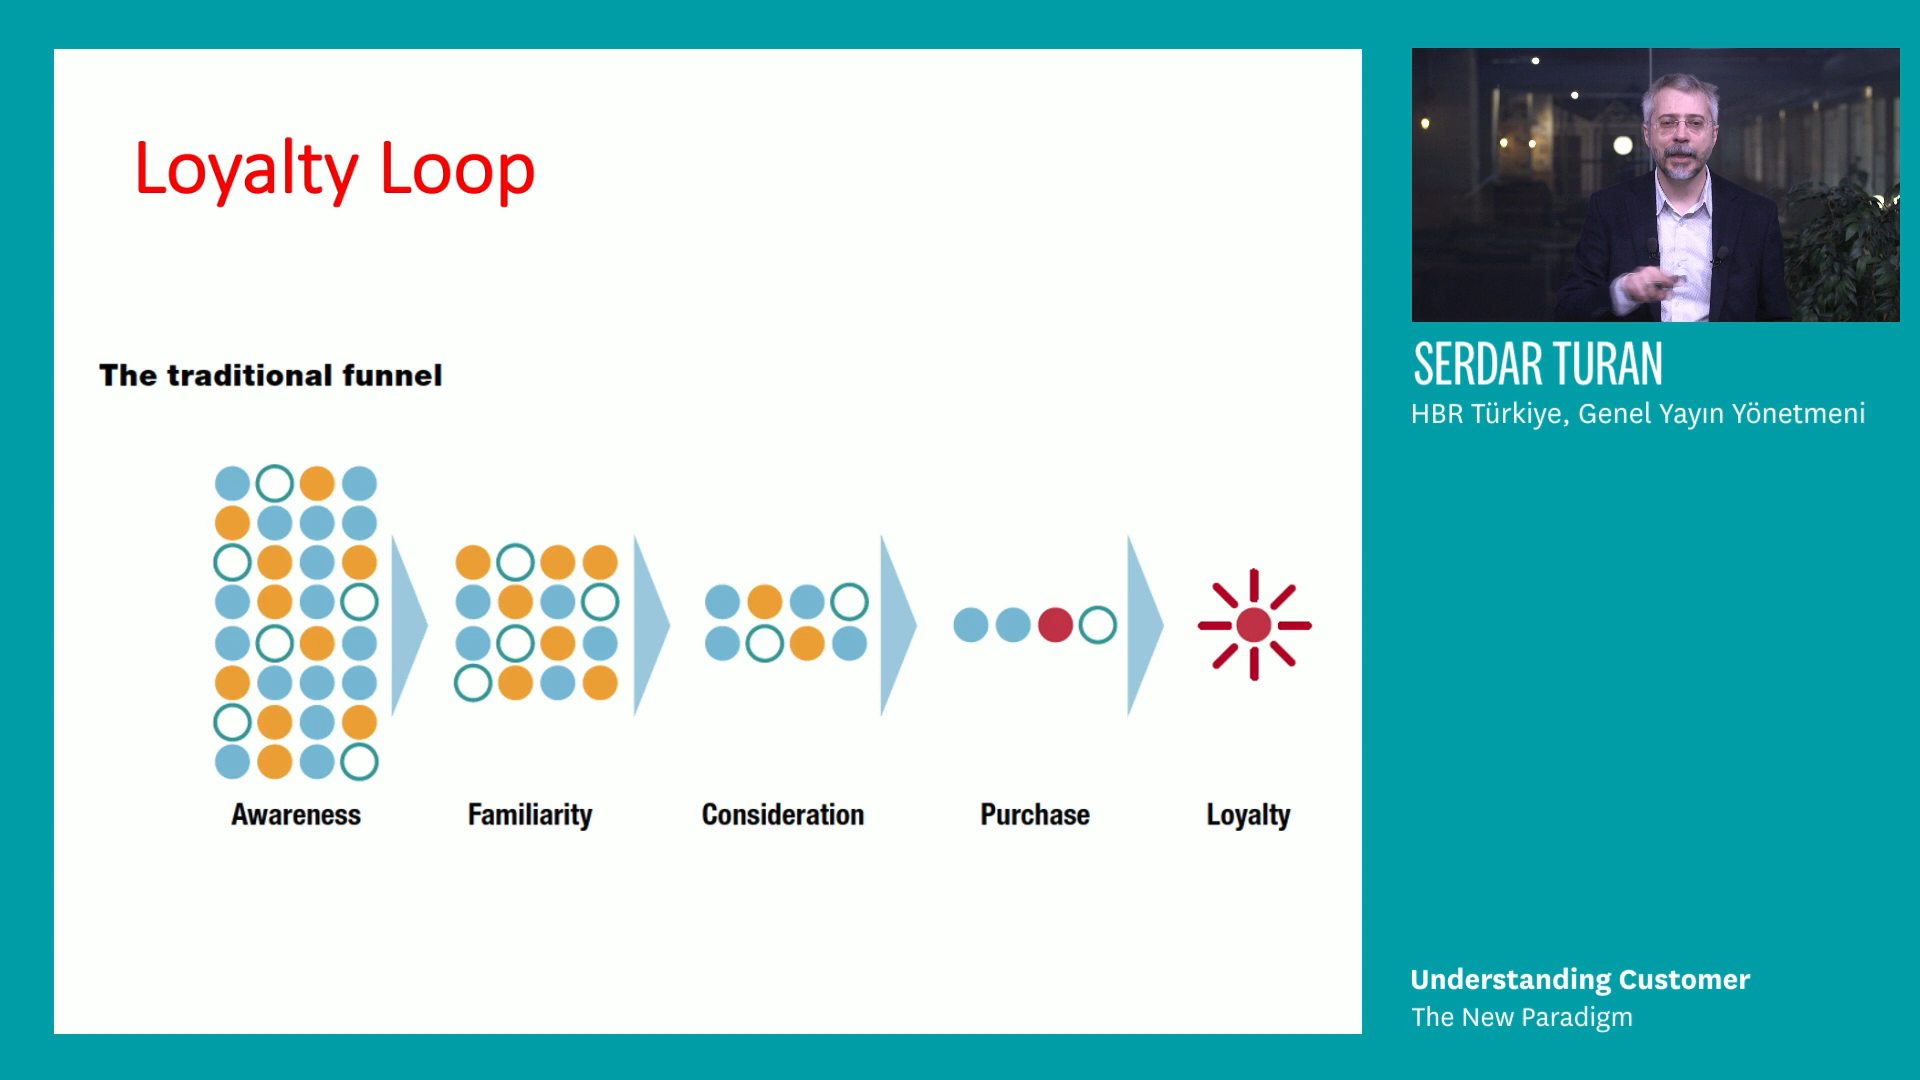 Loyalty Loop
The traditional funnel
Awareness
Familiarity
Consideration
Purchase
Loyalty
SERDAR TURAN
HBR Türkiye, Genel Yayın Yönetmeni
Understanding Customer
The New Paradigm